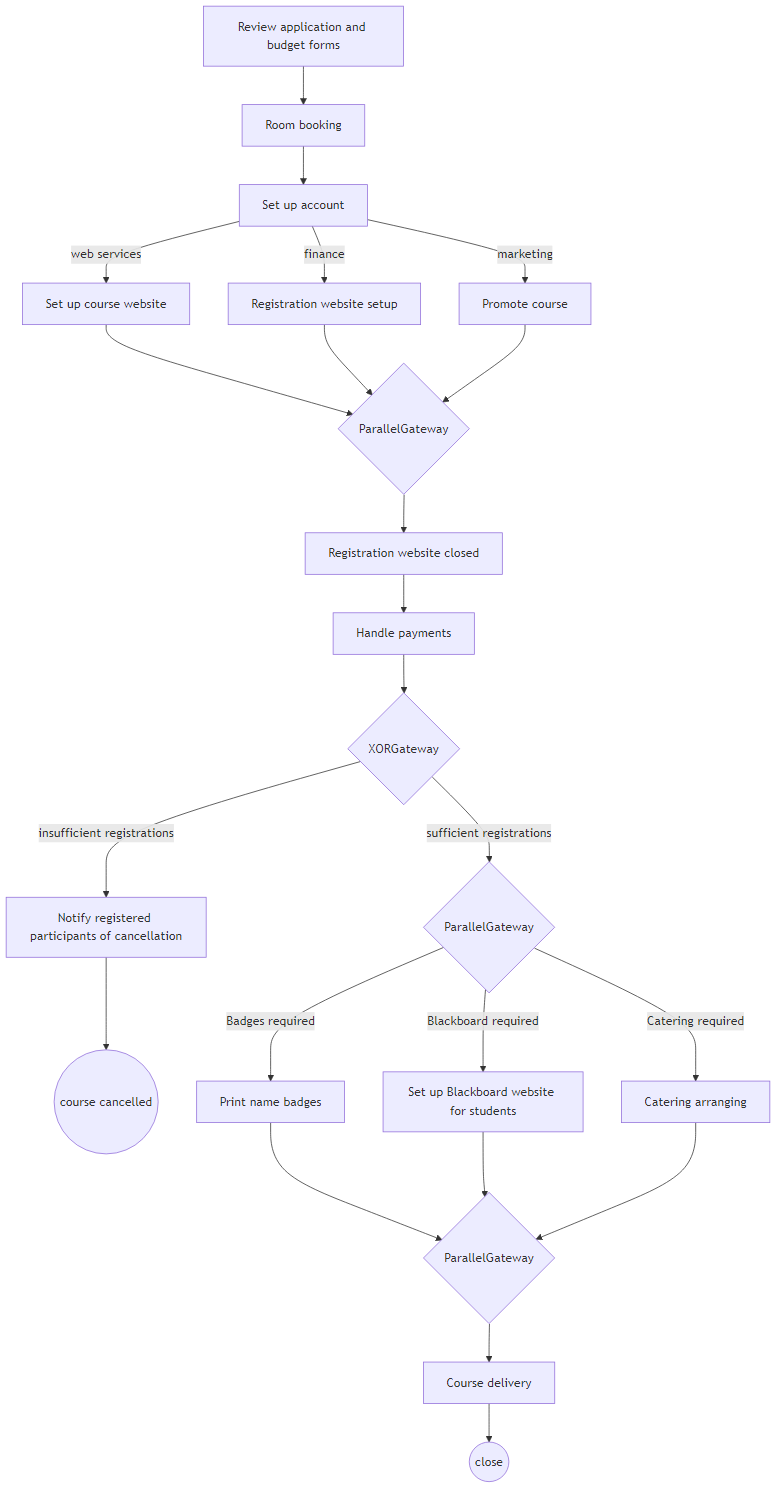 Review application and
budget forms
Room booking
Set up account
web services
finance
marketing
Set up course website
Registration website setup
Promote course
ParallelGateway
Registration website closed
Handle payments
XORGateway
insufficient registrations
sufficient registrations
Notify registered
participants of cancellation
ParallelGateway
Badges required
Blackboard required
Catering required
course cancelled
Print name badges
Set up Blackboard website
for students
Catering arranging
ParallelGateway
Course delivery
close